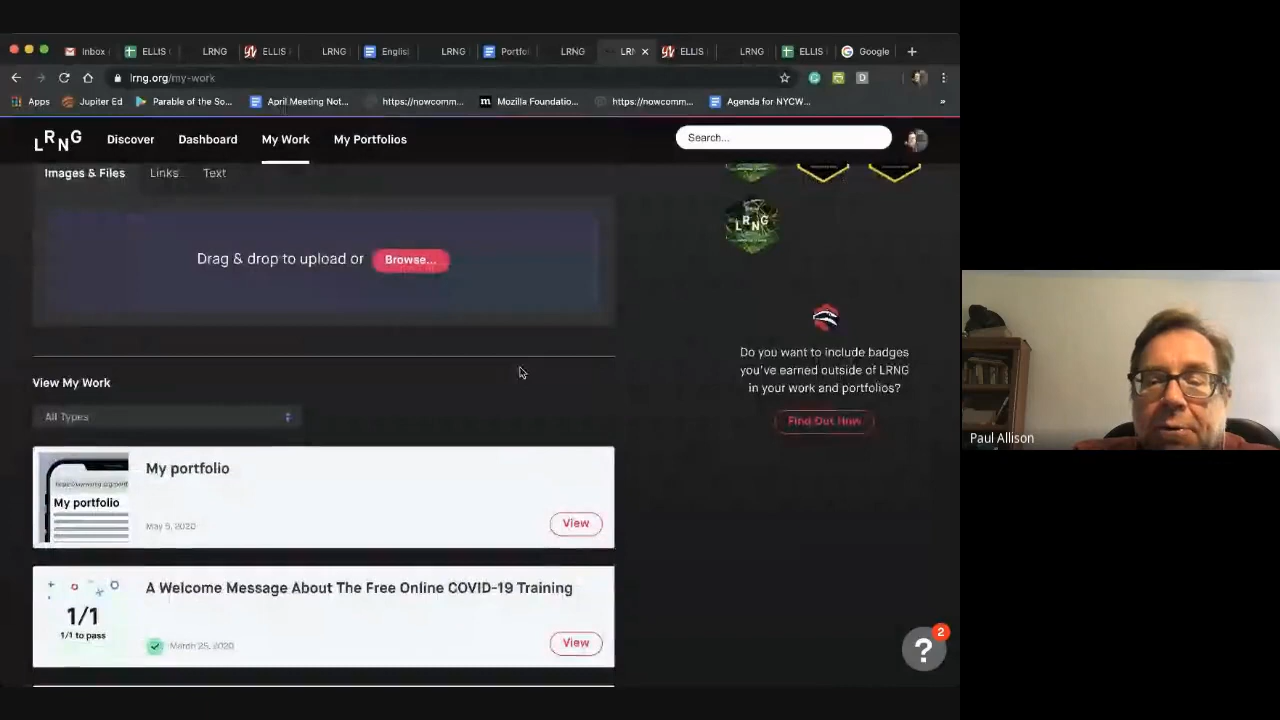 Inbox
ELLIS
LRNG
ELLIS
LRNG
Englis
LRNG
Portfo
LRNG
LRN
ELLIS
LRNG
ELLIS
Google
lrng.org/my-work
Apps
Jupiter Ed
Parable of the So...
April Meeting Not...
https://nowcomm...
Mozilla Foundatio...
https://nowcomm...
Agenda for NYCW...
»
LRNG
Discover
Dashboard
My Work
My Portfolios
Search...
Images & Files
Links
Text
LRNG
Drag & drop to upload or
Browse...
Do you want to include badges
you've earned outside of LRNG
in your work and portfolios?
Find Out How
View My Work
All Types
My portfolio
My portfolio
May 5, 2020
View
A Welcome Message About The Free Online COVID-19 Training
1/1
1/1 to pass
March 25, 2020
View
2
?
Paul Allison